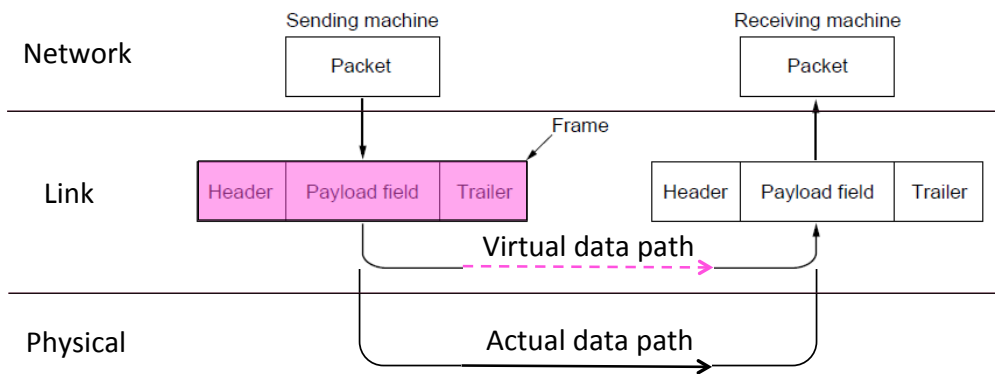 Sending machine
Receiving machine
Network
Packet
Packet
Frame
Link
Header
Payload field
Trailer
Header
Payload field
Trailer
Virtual data path
Physical
Actual data path